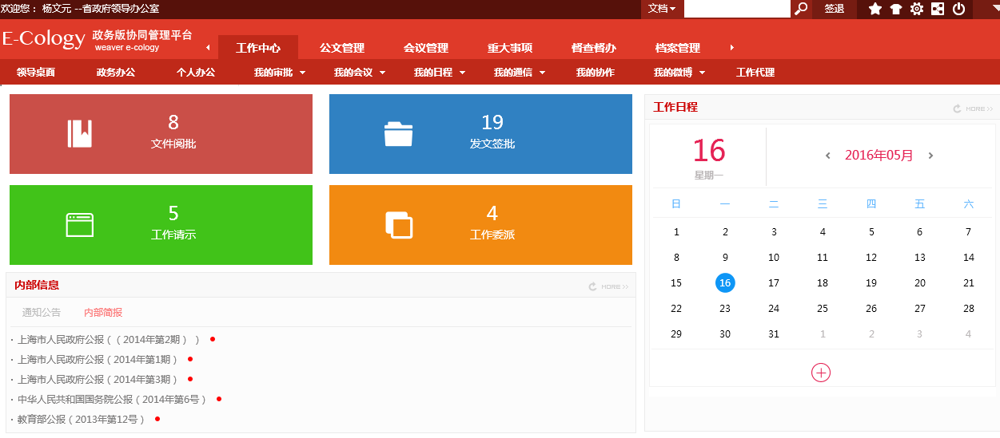 欢迎您： 杨文元 --省政府领导办公室
文档 签退
E-Cology 政务版协同管理平台
weaver e-cology
工作中心 公文管理 会议管理 重大事项 督查督办 档案管理
领导桌面 政务办公 个人办公 我的审批 我的会议 我的日程 我的通信 我的协作 我的微博 工作代理
8
文件阅批
19
发文签批
5
工作请示
4
工作委派
内部信息 MORE >>
通知公告 内部简报
· 上海市人民政府公报（（2014年第2期））
· 上海市人民政府公报（2014年第1期）
· 上海市人民政府公报（2014年第3期）
· 中华人民共和国国务院公报（2014年第6号）
· 教育部公报（2013年第12号）
工作日程 MORE >>
16
星期一
2016年05月
日 一 二 三 四 五 六
1 2 3 4 5 6 7
8 9 10 11 12 13 14
15 16 17 18 19 20 21
22 23 24 25 26 27 28
29 30 31 1 2 3 4